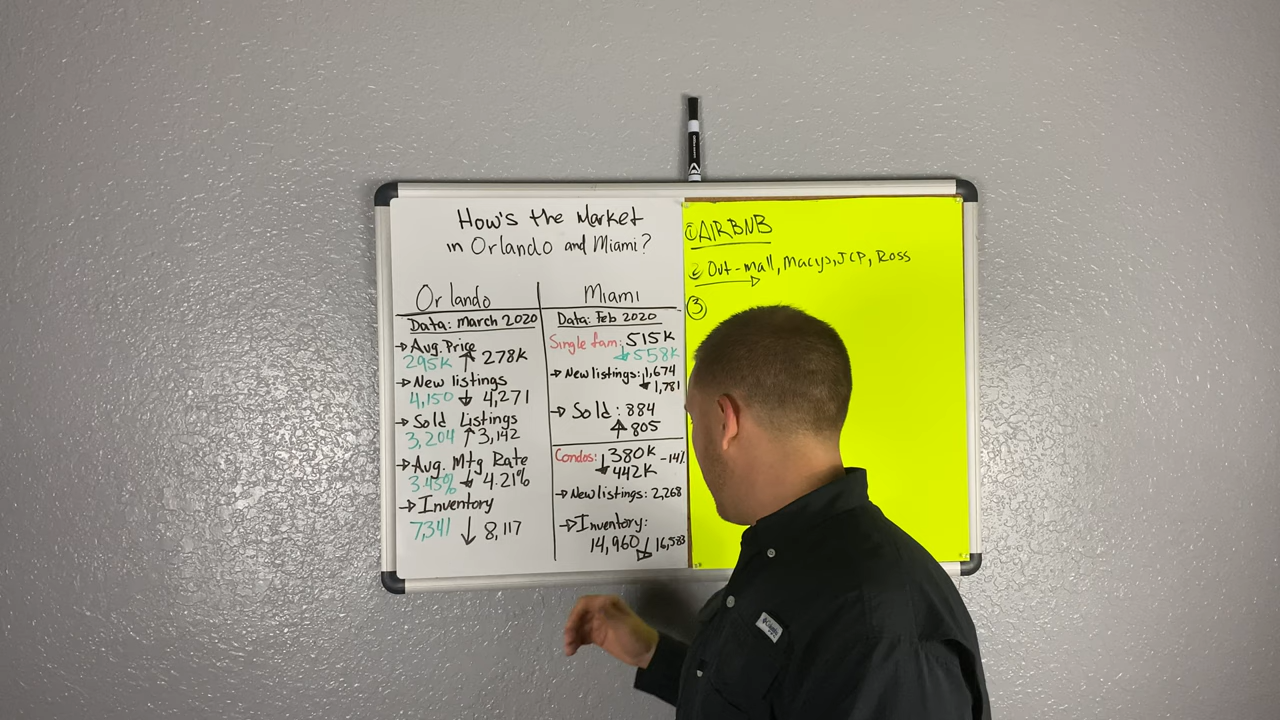 How's the Market
in Orlando and Miami?
Orlando
Data: March 2020
→ Avg. Price
295K ↑ 278K
→ New listings
4,150 ↓ 4,271
→ Sold Listings
3,204 ↑ 3,142
→ Avg. Mtg Rate
3.45% ↓ 4.21%
→ Inventory
7341 ↓ 8,117
Miami
Data: Feb 2020
Single fam: 515K
↓ 558K
→ New listings: 1,674
↓ 1,781
→ Sold: 884
↑ 805
Condos: 380K -14%
↓ 442K
→ New listings: 2,268
→ Inventory:
14,960 ↓ 16,583
① AIRBNB
② Out-mall, Macys, JCP, Ross
③
Columbia